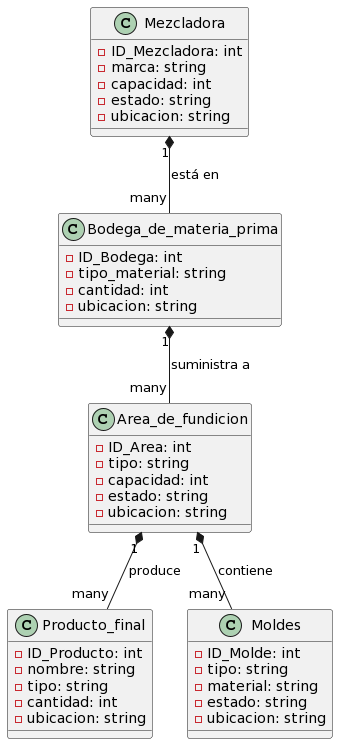 C Mezcladora
ID_Mezcladora: int
marca: string
capacidad: int
estado: string
ubicacion: string
1
está en
many
C Bodega_de_materia_prima
ID_Bodega: int
tipo_material: string
cantidad: int
ubicacion: string
1
suministra a
many
C Area_de_fundicion
ID_Area: int
tipo: string
capacidad: int
estado: string
ubicacion: string
1 1
produce contiene
many many
C Producto_final
ID_Producto: int
nombre: string
tipo: string
cantidad: int
ubicacion: string
C Moldes
ID_Molde: int
tipo: string
material: string
estado: string
ubicacion: string